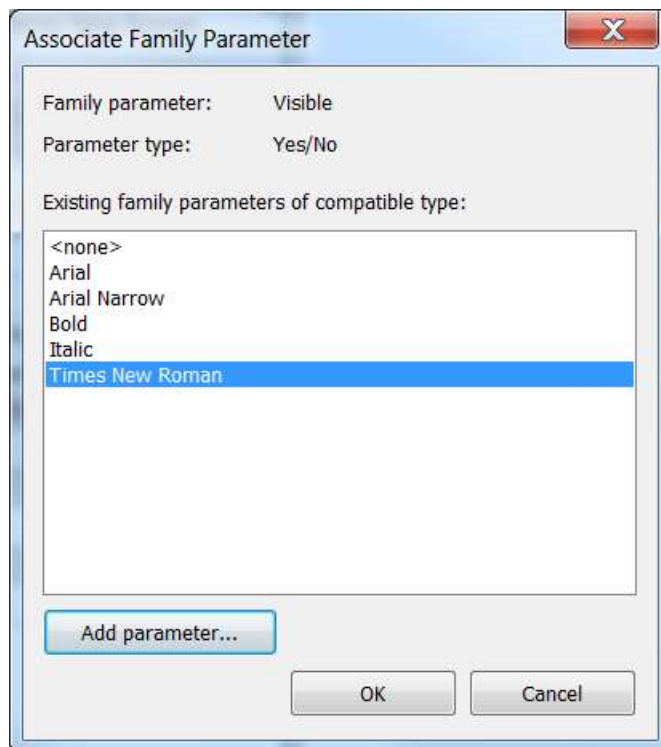 Associate Family Parameter
Family parameter: Visible
Parameter type: Yes/No
Existing family parameters of compatible type:
<none>
Arial
Arial Narrow
Bold
Italic
Times New Roman
Add parameter...
OK Cancel